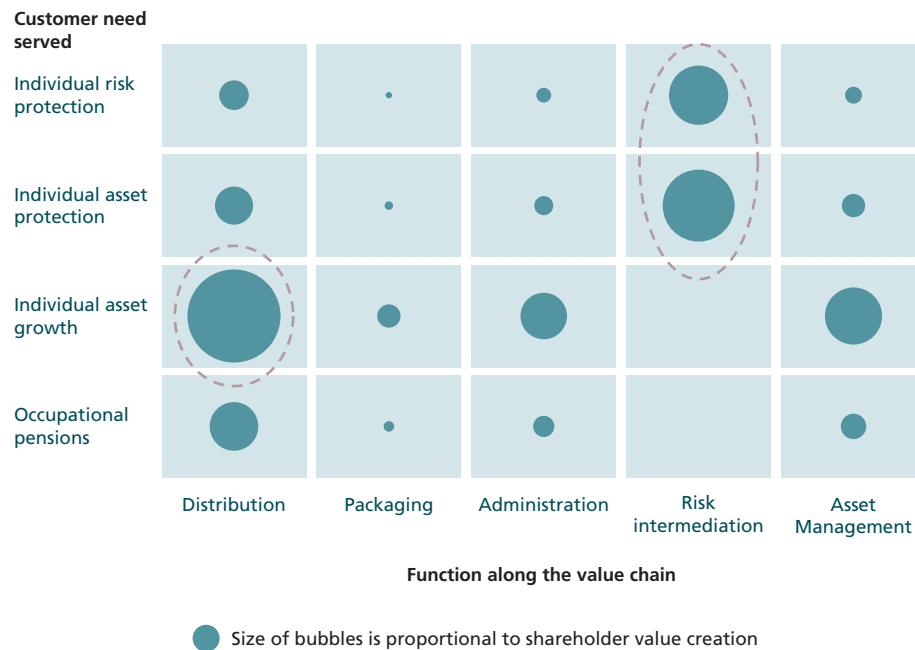 Customer need
served
Individual risk
protection
Individual asset
protection
Individual asset
growth
Occupational
pensions
Distribution
Packaging
Administration
Risk
intermediation
Asset
Management
Function along the value chain
Size of bubbles is proportional to shareholder value creation